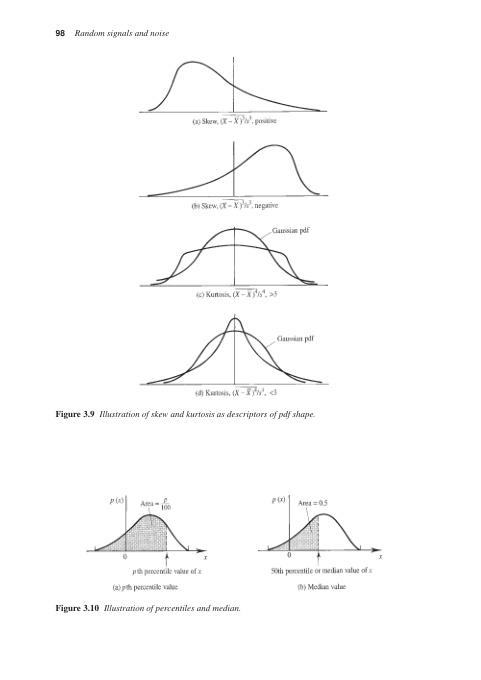 98 Random signals and noise
(a) Skew, (X – X̅)³/s³, positive
(b) Skew, (X – X̅)³/s³, negative
Gaussian pdf
(c) Kurtosis, (X – X̅)⁴/s⁴, >3
Gaussian pdf
(d) Kurtosis, (X – X̅)⁴/s⁴, <3
Figure 3.9 Illustration of skew and kurtosis as descriptors of pdf shape.
p (x)
Area = p/100
0
x
p th percentile value of x
(a) pth percentile value
p (x)
Area = 0.5
0
x
50th percentile or median value of x
(b) Median value
Figure 3.10 Illustration of percentiles and median.